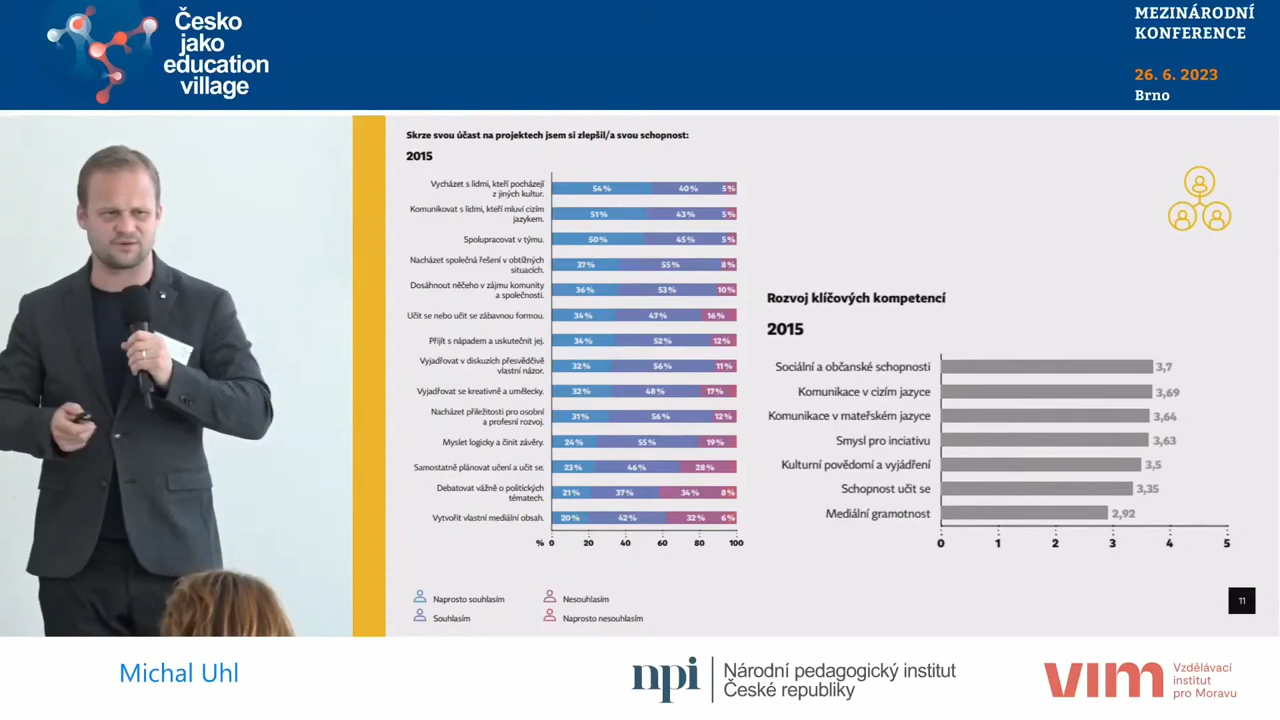 Česko
jako
education
village
MEZINÁRODNÍ
KONFERENCE
26. 6. 2023
Brno
Skrze svou účast na projektech jsem si zlepšil/a svou schopnost:
2015
Vycházet s lidmi, kteří pocházejí
z jiných kultur.
54 % 40 % 5 %
Komunikovat s lidmi, kteří mluví cizím
jazykem.
51 % 43 % 5 %
Spolupracovat v týmu.
50 % 45 % 5 %
Nacházet společná řešení v obtížných
situacích.
37 % 55 % 8 %
Dosáhnout něčeho v zájmu komunity
a společnosti.
36 % 53 % 10 %
Učit se nebo učit se zábavnou formou.
34 % 47 % 16 %
Přijít s nápadem a uskutečnit jej.
34 % 52 % 12 %
Vyjadřovat v diskuzích přesvědčivě
vlastní názor.
32 % 56 % 11 %
Vyjadřovat se kreativně a umělecky.
32 % 48 % 17 %
Nacházet příležitosti pro osobní
a profesní rozvoj.
31 % 56 % 12 %
Myslet logicky a činit závěry.
24 % 55 % 19 %
Samostatně plánovat učení a učit se.
23 % 46 % 28 %
Debatovat vážně o politických
tématech.
21 % 37 % 34 % 8 %
Vytvořit vlastní mediální obsah.
20 % 42 % 32 % 6 %
% 0 20 40 60 80 100
Naprosto souhlasím
Nesouhlasím
Souhlasím
Naprosto nesouhlasím
Rozvoj klíčových kompetencí
2015
Sociální a občanské schopnosti 3,7
Komunikace v cizím jazyce 3,69
Komunikace v mateřském jazyce 3,64
Smysl pro inciativu 3,63
Kulturní povědomí a vyjádření 3,5
Schopnost učit se 3,35
Mediální gramotnost 2,92
0 1 2 3 4 5
11
Michal Uhl
npi
Národní pedagogický institut
České republiky
vim
Vzdělávací
institut
pro Moravu